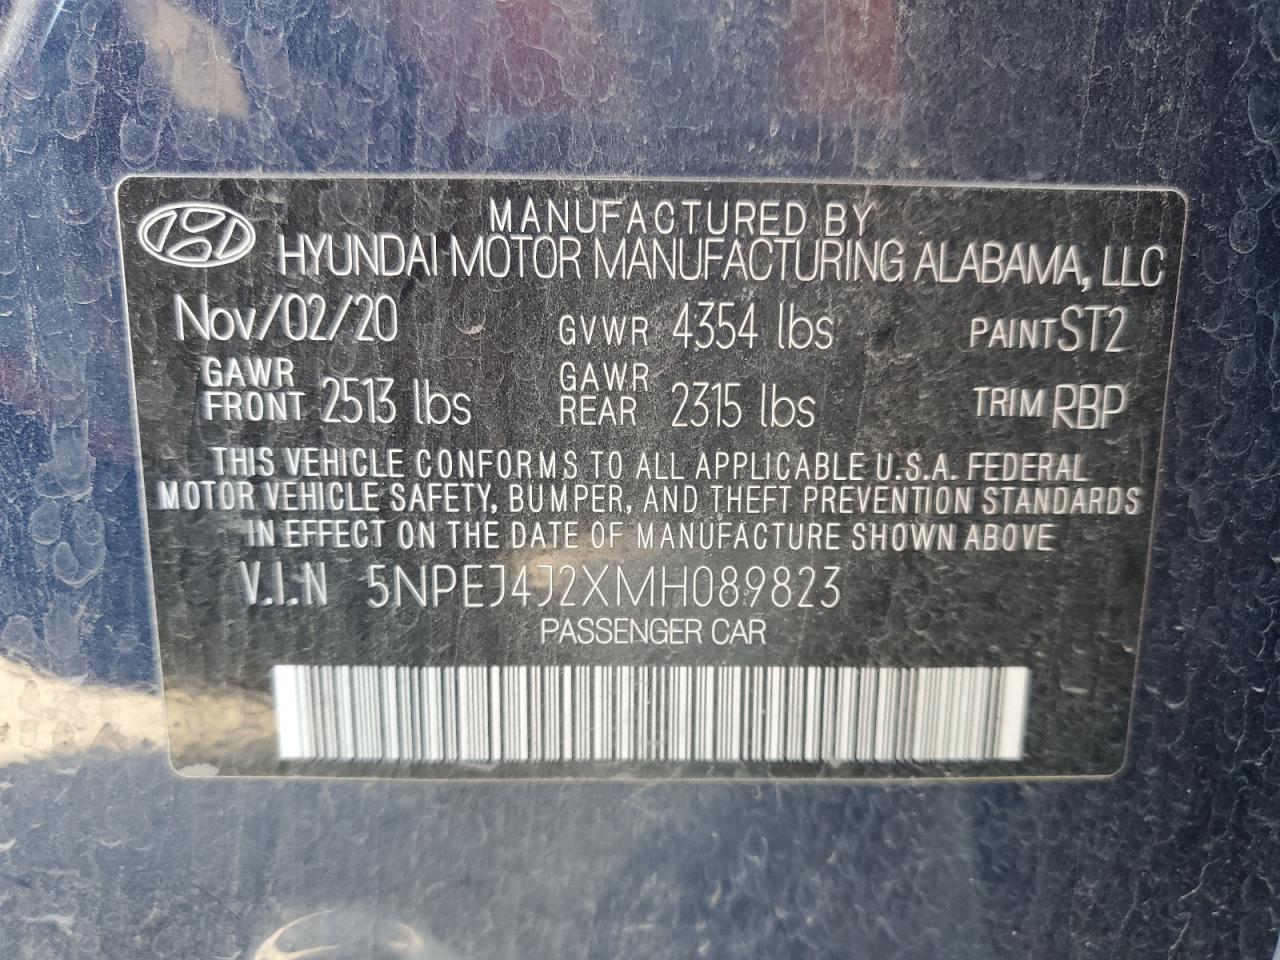 MANUFACTURED BY
HYUNDAI MOTOR MANUFACTURING ALABAMA, LLC
Nov/02/20 GVWR 4354 lbs PAINT ST2
GAWR FRONT 2513 lbs GAWR REAR 2315 lbs TRIM RBP
THIS VEHICLE CONFORMS TO ALL APPLICABLE U.S.A. FEDERAL
MOTOR VEHICLE SAFETY, BUMPER, AND THEFT PREVENTION STANDARDS
IN EFFECT ON THE DATE OF MANUFACTURE SHOWN ABOVE
V.I.N 5NPEJ4J2XMH089823
PASSENGER CAR